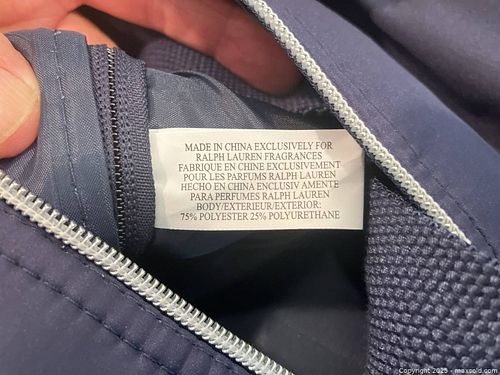 MADE IN CHINA EXCLUSIVELY FOR
RALPH LAUREN FRAGRANCES
FABRIQUE EN CHINE EXCLUSIVEMENT
POUR LES PARFUMS RALPH LAUREN
HECHO EN CHINA EXCLUSIV AMENTE
PARA PERFUMES RALPH LAUREN
BODY/EXTERIEUR/EXTERIOR:
75% POLYESTER 25% POLYURETHANE
Copyright 2025 - maxsold.com